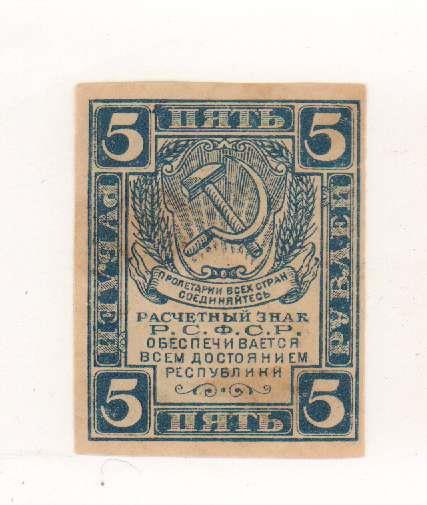 5 ПЯТЬ 5
РУБЛЕЙ
РУБЛЕЙ
ПРОЛЕТАРИИ ВСЕХ СТРАН
СОЕДИНЯЙТЕСЬ
РАСЧЕТНЫЙ ЗНАК
Р.С.Ф.С.Р.
ОБЕСПЕЧИВАЕТСЯ
ВСЕМ ДОСТОЯНИЕМ
РЕСПУБЛИКИ
5 ПЯТЬ 5